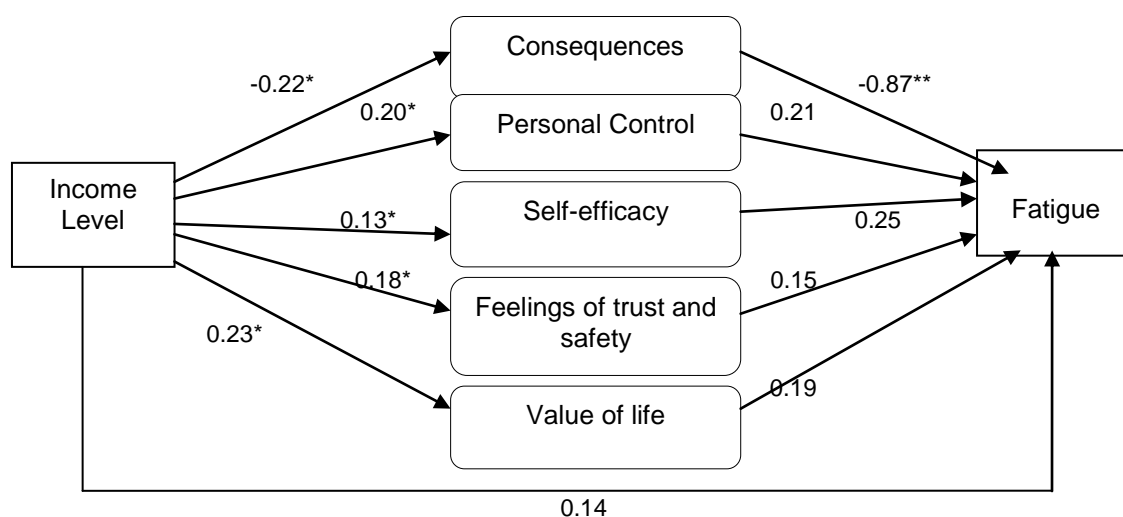 Consequences
-0.22*
-0.87**
0.20*
Personal Control
0.21
Income
Level
0.13*
Self-efficacy
0.25
Fatigue
0.18*
Feelings of trust and
safety
0.15
0.23*
Value of life
0.19
0.14